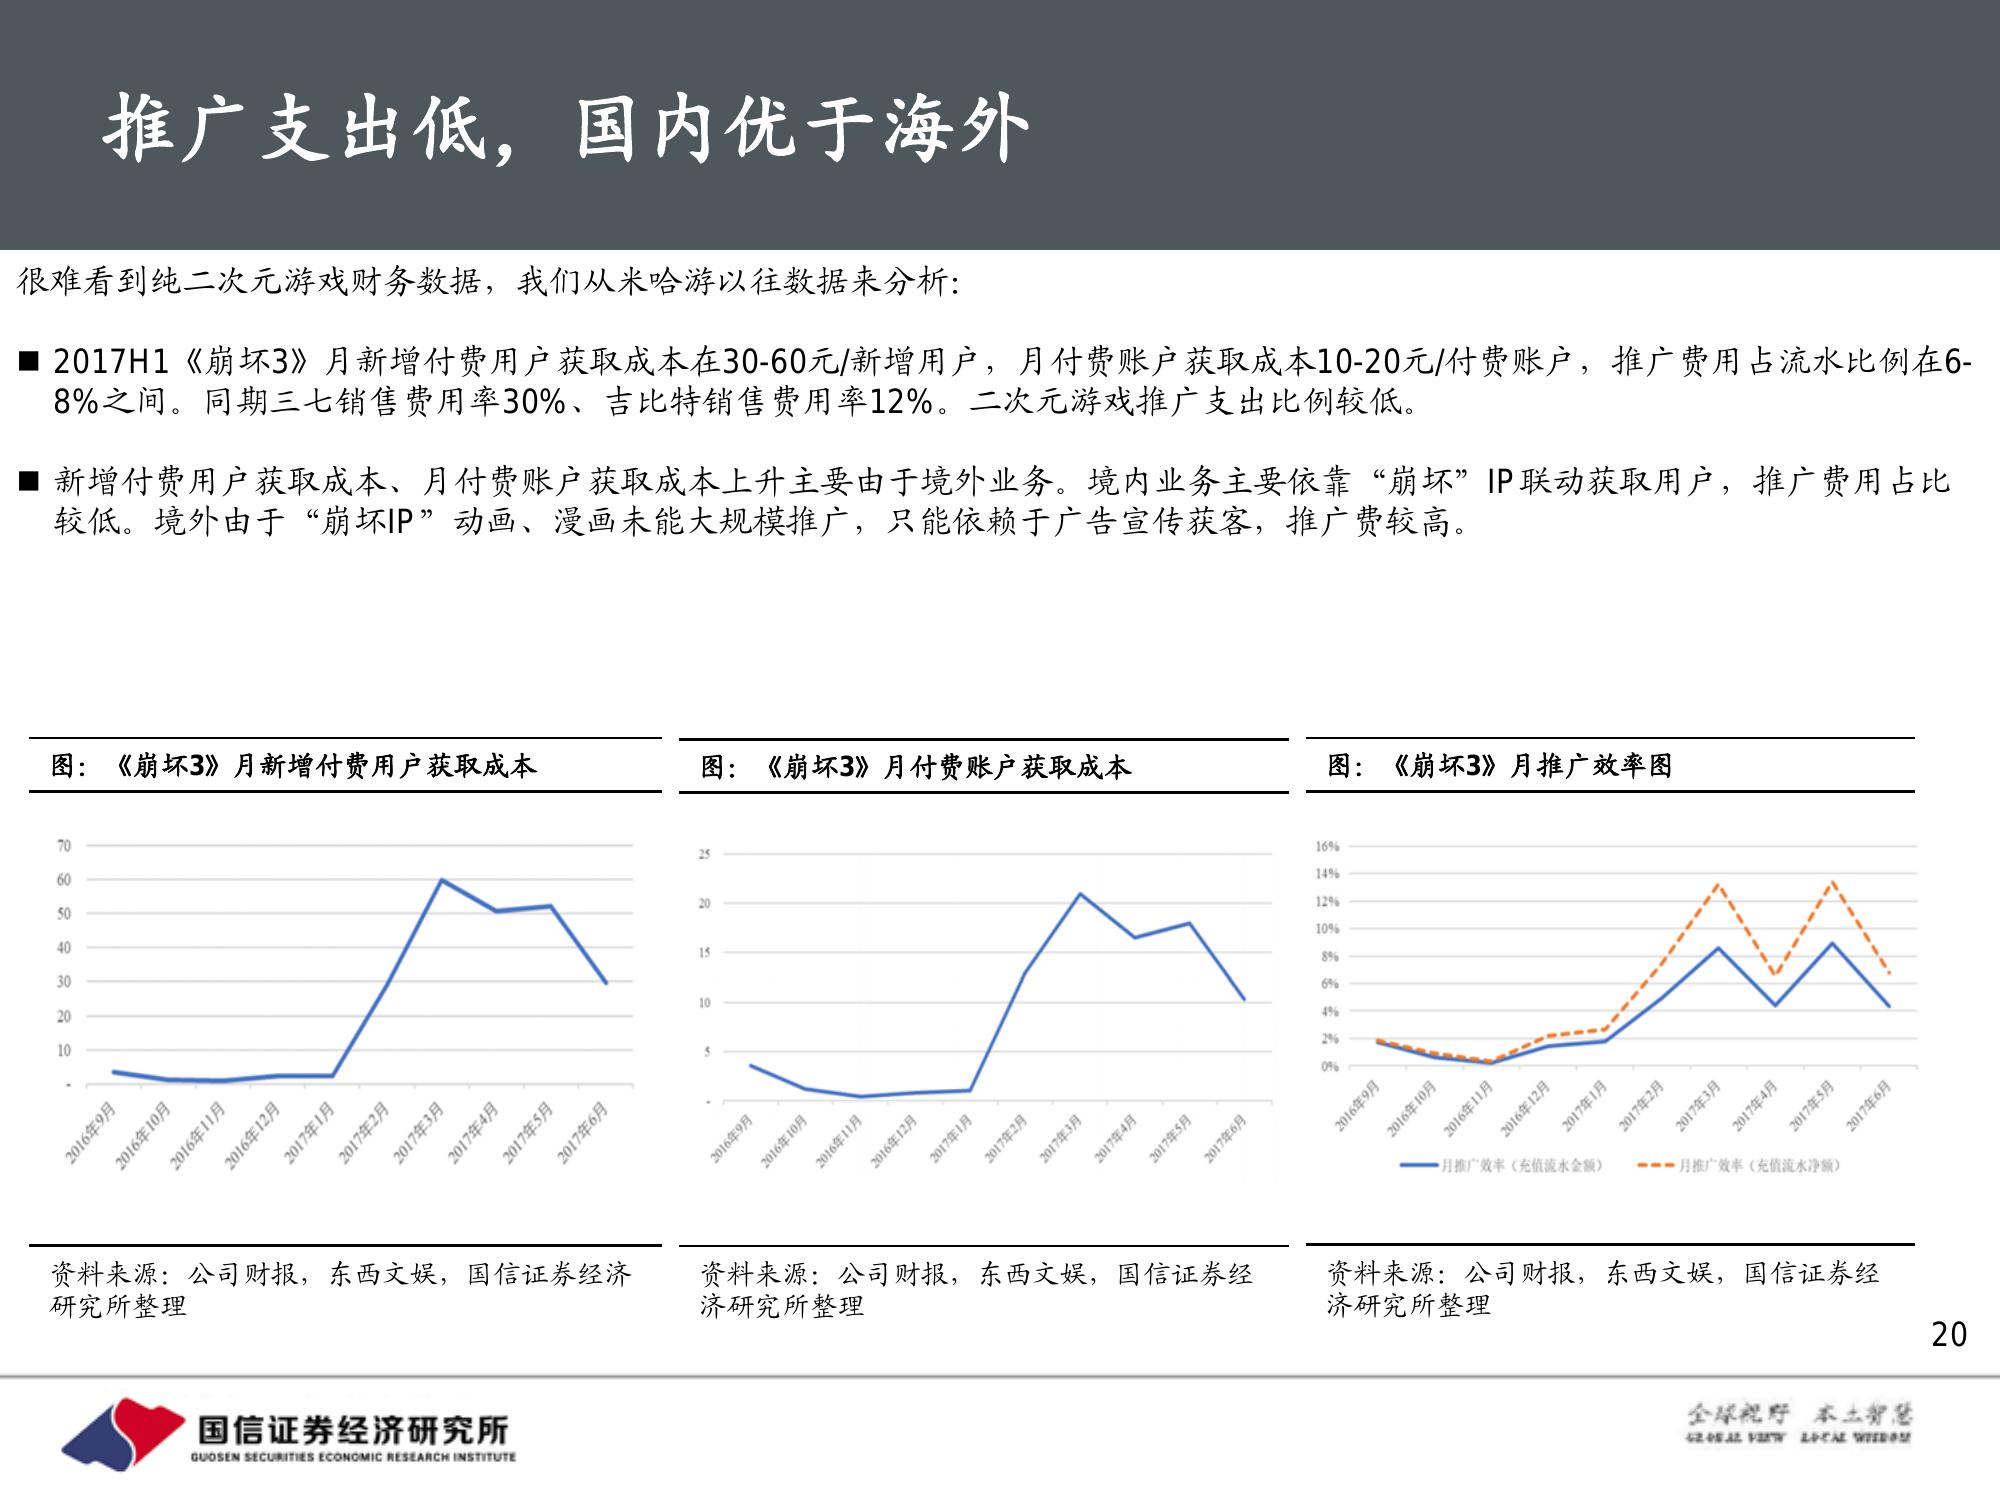 推广支出低，国内优于海外
很难看到纯二次元游戏财务数据，我们从米哈游以往数据来分析：
■ 2017H1《崩坏3》月新增付费用户获取成本在30-60元/新增用户，月付费账户获取成本10-20元/付费账户，推广费用占流水比例在6-
8%之间。同期三七销售费用率30%、吉比特销售费用率12%。二次元游戏推广支出比例较低。
■ 新增付费用户获取成本、月付费账户获取成本上升主要由于境外业务。境内业务主要依靠“崩坏”IP联动获取用户，推广费用占比
较低。境外由于“崩坏IP”动画、漫画未能大规模推广，只能依赖于广告宣传获客，推广费较高。
图：《崩坏3》月新增付费用户获取成本
70
60
50
40
30
20
10
-
2016年9月
2016年10月
2016年11月
2016年12月
2017年1月
2017年2月
2017年3月
2017年4月
2017年5月
2017年6月
资料来源：公司财报，东西文娱，国信证券经济
研究所整理
图：《崩坏3》月付费账户获取成本
25
20
15
10
5
-
2016年9月
2016年10月
2016年11月
2016年12月
2017年1月
2017年2月
2017年3月
2017年4月
2017年5月
2017年6月
资料来源：公司财报，东西文娱，国信证券经
济研究所整理
图：《崩坏3》月推广效率图
16%
14%
12%
10%
8%
6%
4%
2%
0%
2016年9月
2016年10月
2016年11月
2016年12月
2017年1月
2017年2月
2017年3月
2017年4月
2017年5月
2017年6月
月推广效率（充值流水金额）
月推广效率（充值流水净额）
资料来源：公司财报，东西文娱，国信证券经
济研究所整理
20
国信证券经济研究所
GUOSEN SECURITIES ECONOMIC RESEARCH INSTITUTE
全球视野 本土智慧
GLOBAL VIEW LOCAL WISDOM